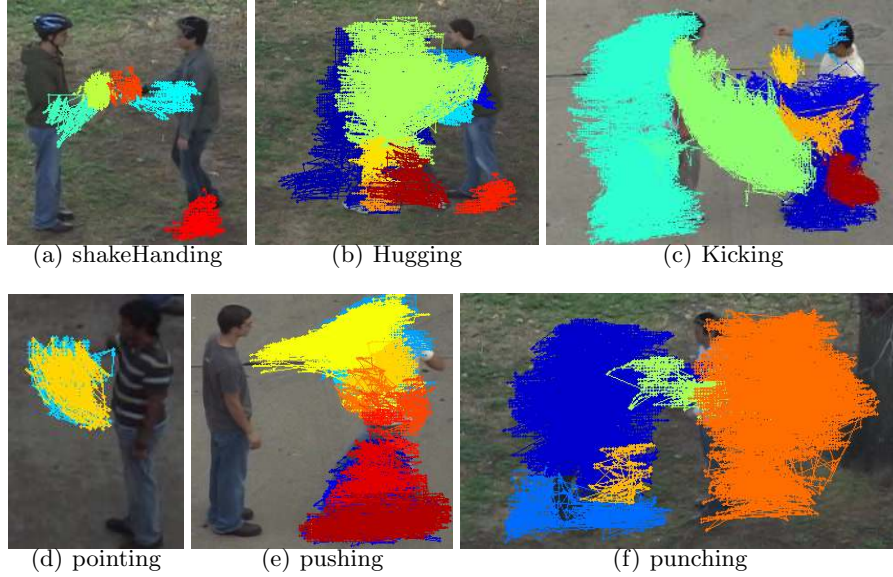 (a) shakeHanding
(b) Hugging
(c) Kicking
(d) pointing
(e) pushing
(f) punching